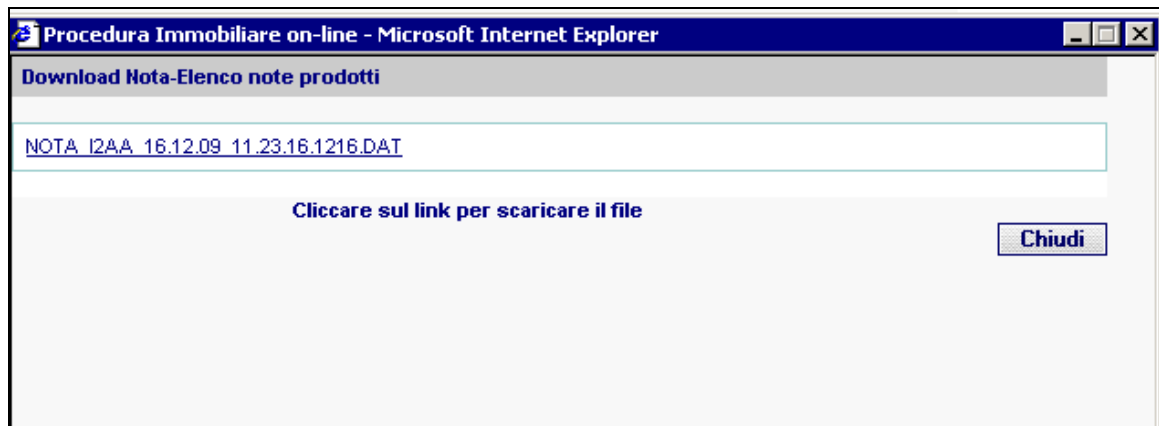 Procedura Immobiliare on-line - Microsoft Internet Explorer
Download Nota-Elenco note prodotti
NOTA_I2AA_16.12.09_11.23.16.1216.DAT
Cliccare sul link per scaricare il file
Chiudi